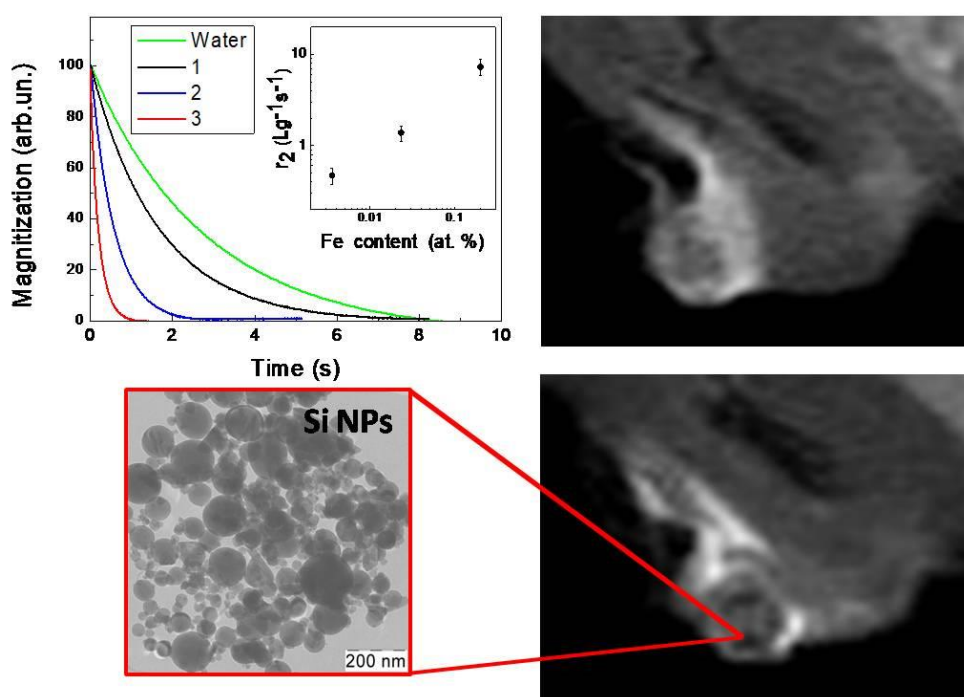 Water
1
2
3
Magnitization (arb.un.)
100
80
60
40
20
0
0 2 4 6 8 10
Time (s)
r2 (Lg-1s-1)
10
1
0.01 0.1
Fe content (at. %)
Si NPs
200 nm